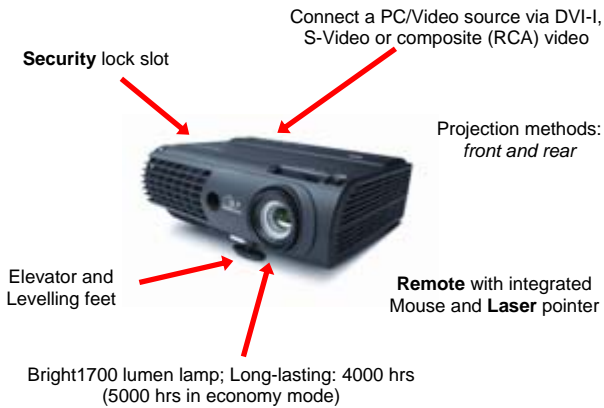 Connect a PC/Video source via DVI-I,
S-Video or composite (RCA) video
Security lock slot
Projection methods:
front and rear
Elevator and
Levelling feet
Remote with integrated
Mouse and Laser pointer
Bright1700 lumen lamp; Long-lasting: 4000 hrs
(5000 hrs in economy mode)